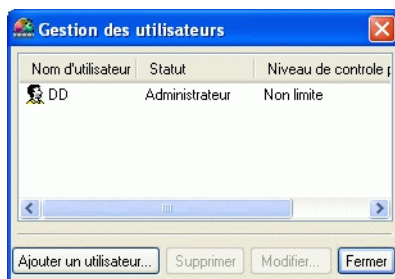 Gestion des utilisateurs
Nom d'utilisateur Statut Niveau de controle p
DD Administrateur Non limite
Ajouter un utilisateur... Supprimer Modifier... Fermer